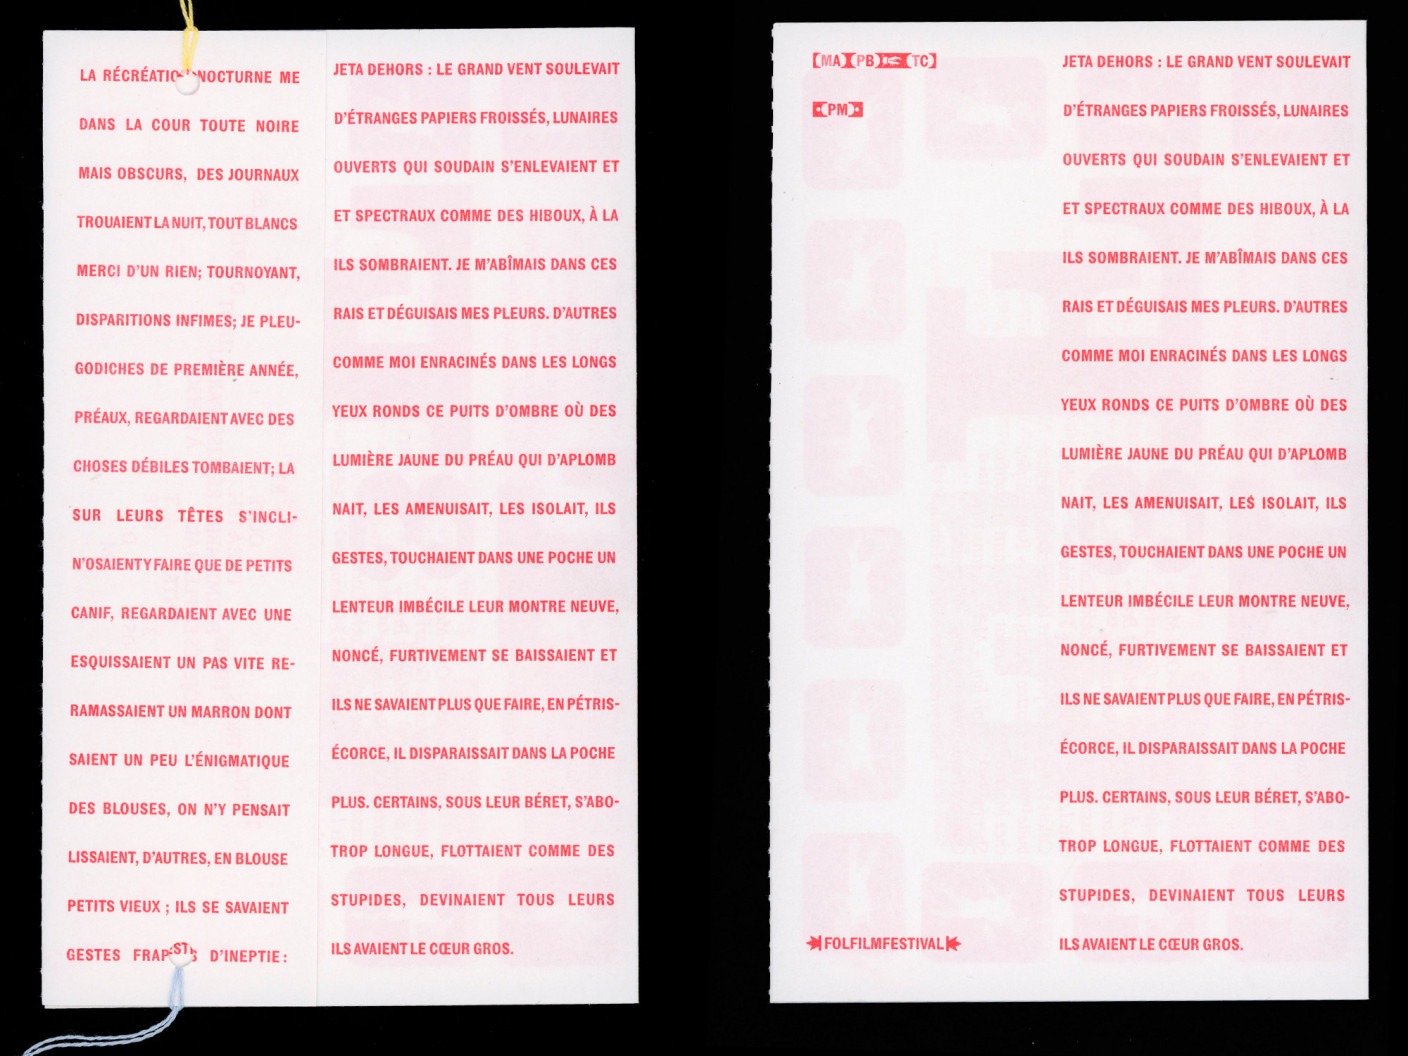 LA RÉCRÉATION NOCTURNE ME JETA DEHORS : LE GRAND VENT SOULEVAIT
DANS LA COUR TOUTE NOIRE D'ÉTRANGES PAPIERS FROISSÉS, LUNAIRES
MAIS OBSCURS, DES JOURNAUX OUVERTS QUI SOUDAIN S'ENLEVAIENT ET
TROUAIENT LA NUIT, TOUT BLANCS ET SPECTRAUX COMME DES HIBOUX, À LA
MERCI D'UN RIEN; TOURNOYANT, ILS SOMBRAIENT. JE M'ABÎMAIS DANS CES
DISPARITIONS INFIMES; JE PLEU- RAIS ET DÉGUISAIS MES PLEURS. D'AUTRES
GODICHES DE PREMIÈRE ANNÉE, COMME MOI ENRACINÉS DANS LES LONGS
PRÉAUX, REGARDAIENT AVEC DES YEUX RONDS CE PUITS D'OMBRE OÙ DES
CHOSES DÉBILES TOMBAIENT; LA LUMIÈRE JAUNE DU PRÉAU QUI D'APLOMB
SUR LEURS TÊTES S'INCLI- NAIT, LES AMENUISAIT, LES ISOLAIT, ILS
N'OSAIENT Y FAIRE QUE DE PETITS GESTES, TOUCHAIENT DANS UNE POCHE UN
CANIF, REGARDAIENT AVEC UNE LENTEUR IMBÉCILE LEUR MONTRE NEUVE,
ESQUISSAIENT UN PAS VITE RE- NONCÉ, FURTIVEMENT SE BAISSAIENT ET
RAMASSAIENT UN MARRON DONT ILS NE SAVAIENT PLUS QUE FAIRE, EN PÉTRIS-
SAIENT UN PEU L'ÉNIGMATIQUE ÉCORCE, IL DISPARAISSAIT DANS LA POCHE
DES BLOUSES, ON N'Y PENSAIT PLUS. CERTAINS, SOUS LEUR BÉRET, S'ABO-
LISSAIENT, D'AUTRES, EN BLOUSE TROP LONGUE, FLOTTAIENT COMME DES
PETITS VIEUX ; ILS SE SAVAIENT STUPIDES, DEVINAIENT TOUS LEURS
GESTES D'INEPTIE : ILS AVAIENT LE CŒUR GROS.
[MA][PB][TC]
[PM]
FOLFILMFESTIVAL
JETA DEHORS : LE GRAND VENT SOULEVAIT
D'ÉTRANGES PAPIERS FROISSÉS, LUNAIRES
OUVERTS QUI SOUDAIN S'ENLEVAIENT ET
ET SPECTRAUX COMME DES HIBOUX, À LA
ILS SOMBRAIENT. JE M'ABÎMAIS DANS CES
RAIS ET DÉGUISAIS MES PLEURS. D'AUTRES
COMME MOI ENRACINÉS DANS LES LONGS
YEUX RONDS CE PUITS D'OMBRE OÙ DES
LUMIÈRE JAUNE DU PRÉAU QUI D'APLOMB
NAIT, LES AMENUISAIT, LES ISOLAIT, ILS
GESTES, TOUCHAIENT DANS UNE POCHE UN
LENTEUR IMBÉCILE LEUR MONTRE NEUVE,
NONCÉ, FURTIVEMENT SE BAISSAIENT ET
ILS NE SAVAIENT PLUS QUE FAIRE, EN PÉTRIS-
ÉCORCE, IL DISPARAISSAIT DANS LA POCHE
PLUS. CERTAINS, SOUS LEUR BÉRET, S'ABO-
TROP LONGUE, FLOTTAIENT COMME DES
STUPIDES, DEVINAIENT TOUS LEURS
ILS AVAIENT LE CŒUR GROS.